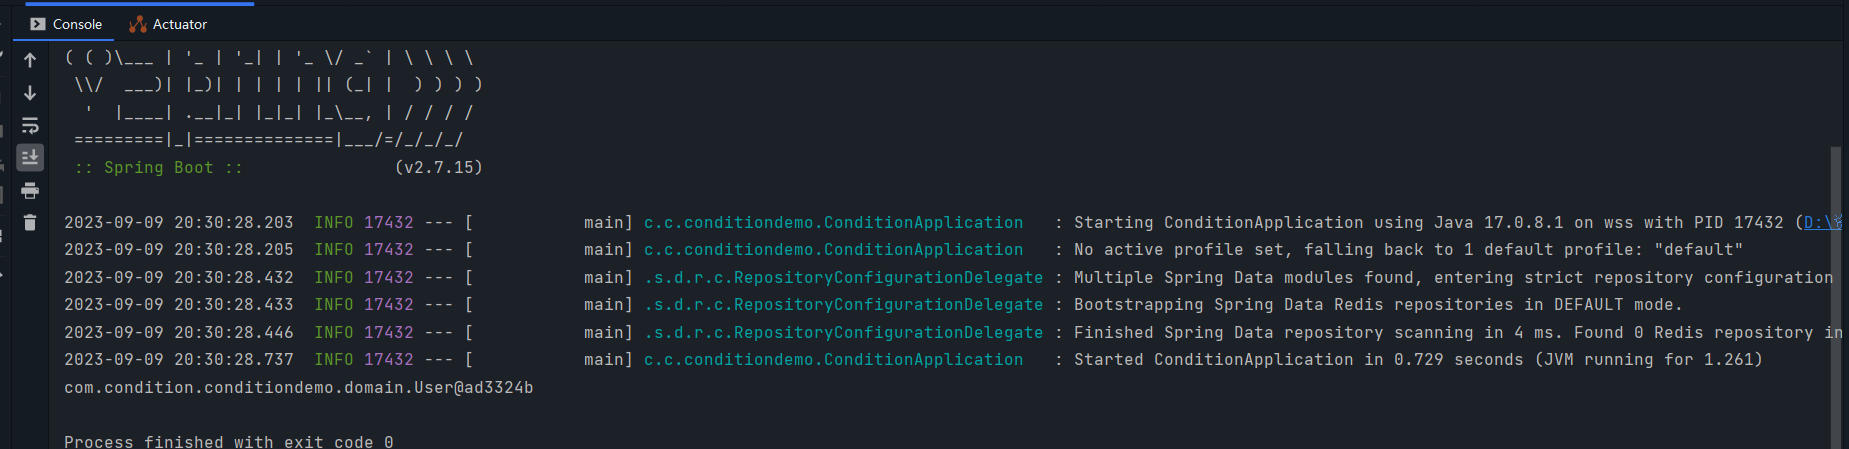 Console Actuator
( ( )\___ | '_ | '_| | '_ \/ _` | \ \ \ \
 \\/  ___)| |_)| | | | | || (_| |  ) ) ) )
  '  |____| .__|_| |_|_| |_\__, | / / / /
 =========|_|==============|___/=/_/_/_/
 :: Spring Boot ::               (v2.7.15)
2023-09-09 20:30:28.203  INFO 17432 --- [           main] c.c.conditiondemo.ConditionApplication   : Starting ConditionApplication using Java 17.0.8.1 on wss with PID 17432 (D:\
2023-09-09 20:30:28.205  INFO 17432 --- [           main] c.c.conditiondemo.ConditionApplication   : No active profile set, falling back to 1 default profile: "default"
2023-09-09 20:30:28.432  INFO 17432 --- [           main] .s.d.r.c.RepositoryConfigurationDelegate : Multiple Spring Data modules found, entering strict repository configuration
2023-09-09 20:30:28.433  INFO 17432 --- [           main] .s.d.r.c.RepositoryConfigurationDelegate : Bootstrapping Spring Data Redis repositories in DEFAULT mode.
2023-09-09 20:30:28.446  INFO 17432 --- [           main] .s.d.r.c.RepositoryConfigurationDelegate : Finished Spring Data repository scanning in 4 ms. Found 0 Redis repository in
2023-09-09 20:30:28.737  INFO 17432 --- [           main] c.c.conditiondemo.ConditionApplication   : Started ConditionApplication in 0.729 seconds (JVM running for 1.261)
com.condition.conditiondemo.domain.User@ad3324b
Process finished with exit code 0